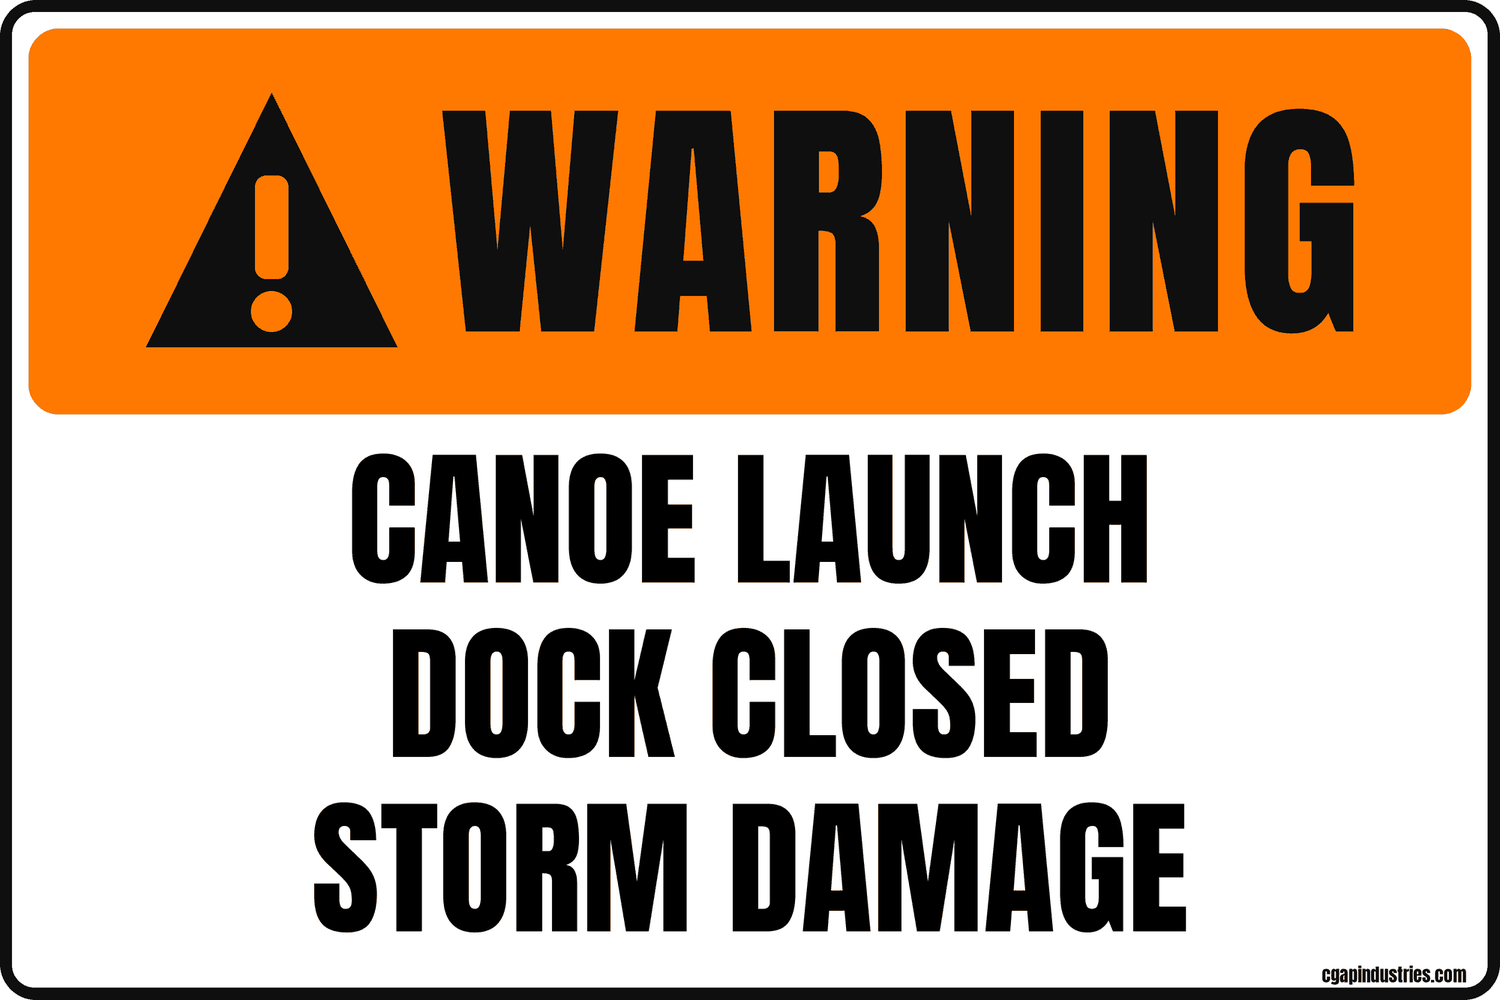 WARNING
CANOE LAUNCH
DOCK CLOSED
STORM DAMAGE
cgapindustries.com